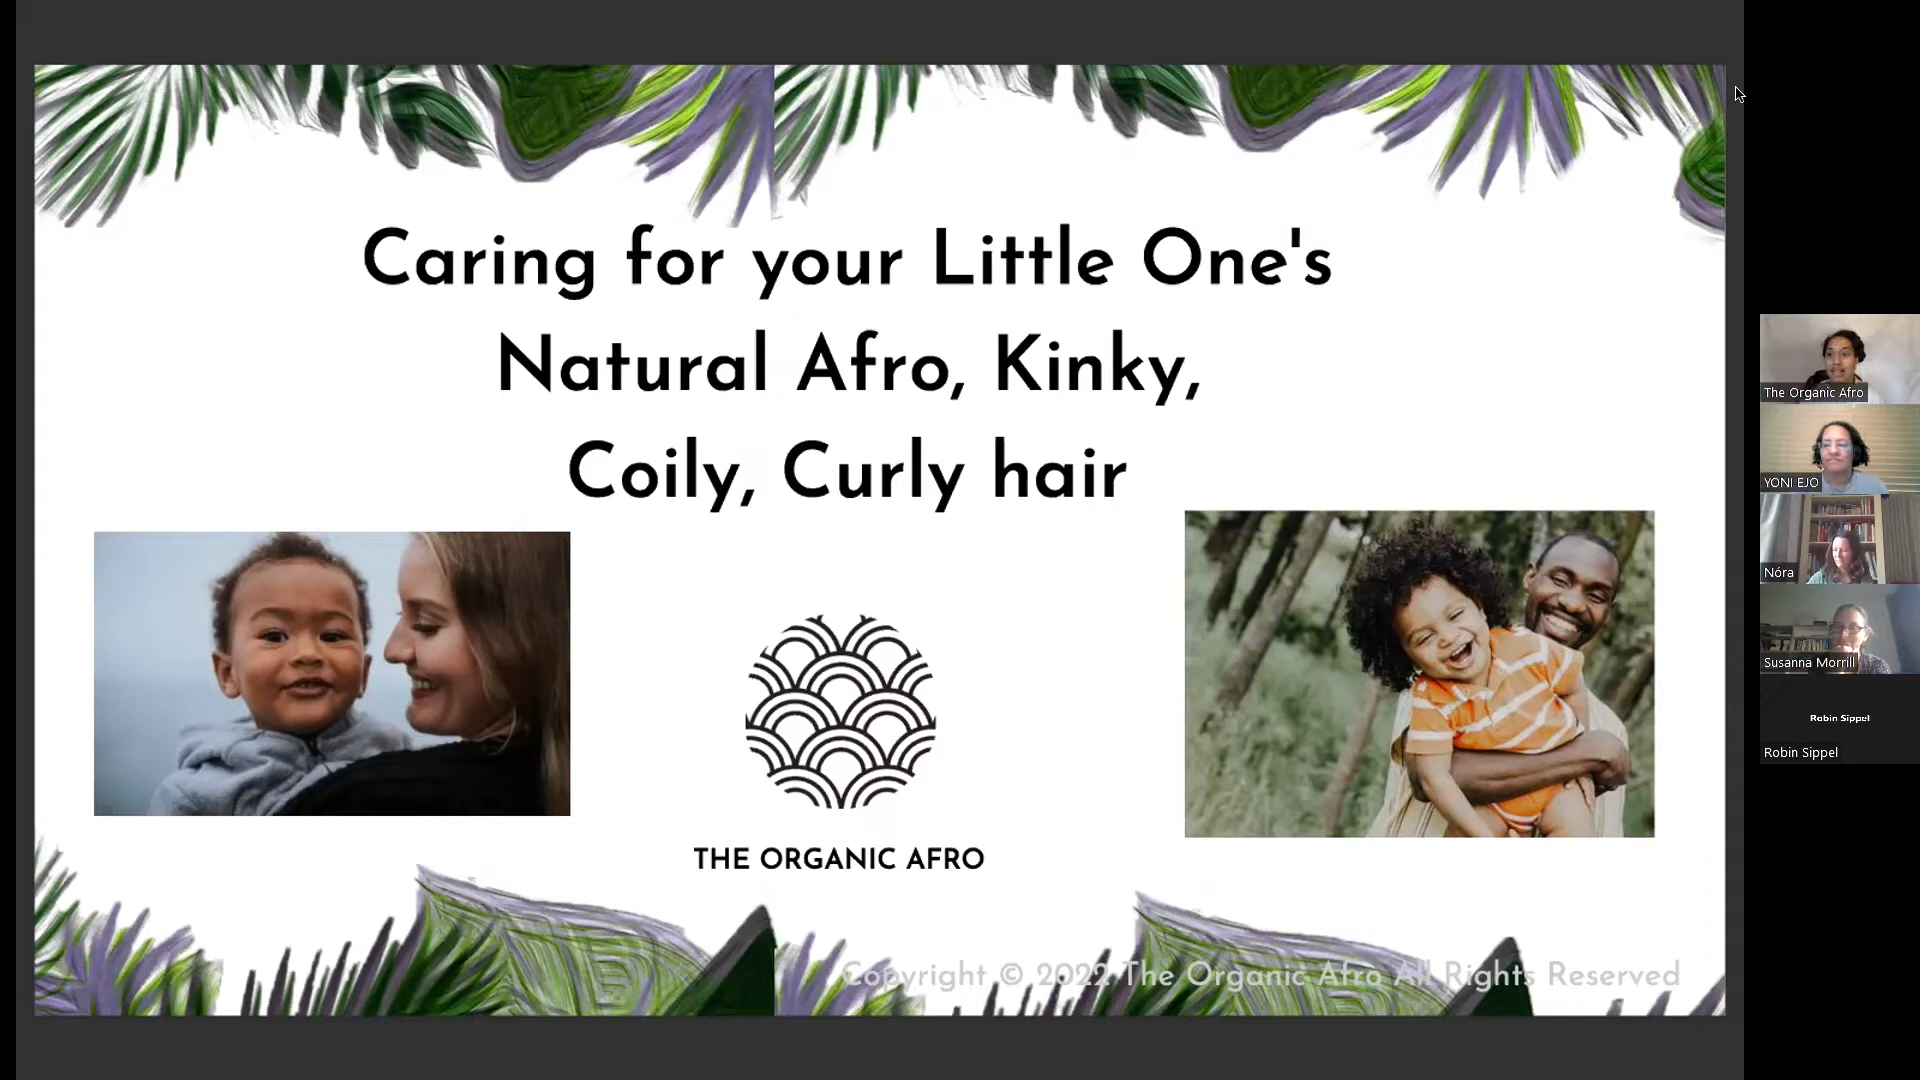 Caring for your Little One's
Natural Afro, Kinky,
Coily, Curly hair
THE ORGANIC AFRO
Copyright © 2022 The Organic Afro All Rights Reserved
The Organic Afro
YONI EJO
Nóra
Susanna Morrill
Robin Sippel
Robin Sippel